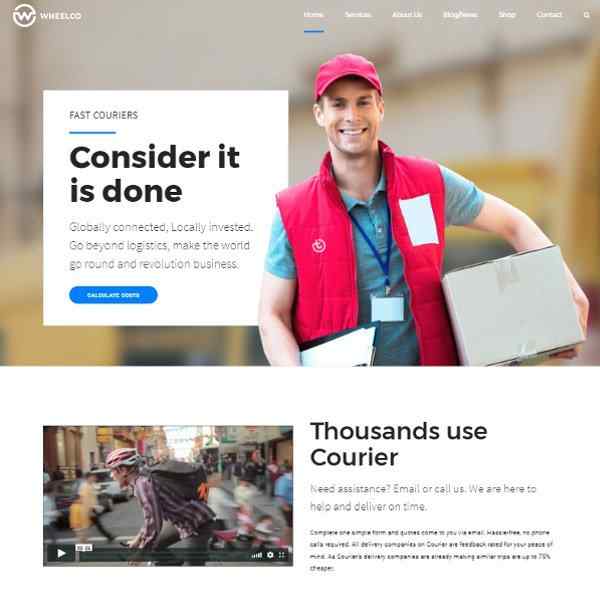 WHEELCO
Home Services About Us Blog/News Shop Contact
FAST COURIERS
Consider it
is done
Globally connected, Locally invested.
Go beyond logistics, make the world
go round and revolution business.
CALCULATE COSTS
Thousands use
Courier
Need assistance? Email or call us. We are here to
help and deliver on time.
Complete one simple form and quotes come to you via email. Hassle-free, no phone
calls required. All delivery companies on Courier are feedback rated for your peace of
mind. As Courier's delivery companies are already making similar trips are up to 75%
cheaper.